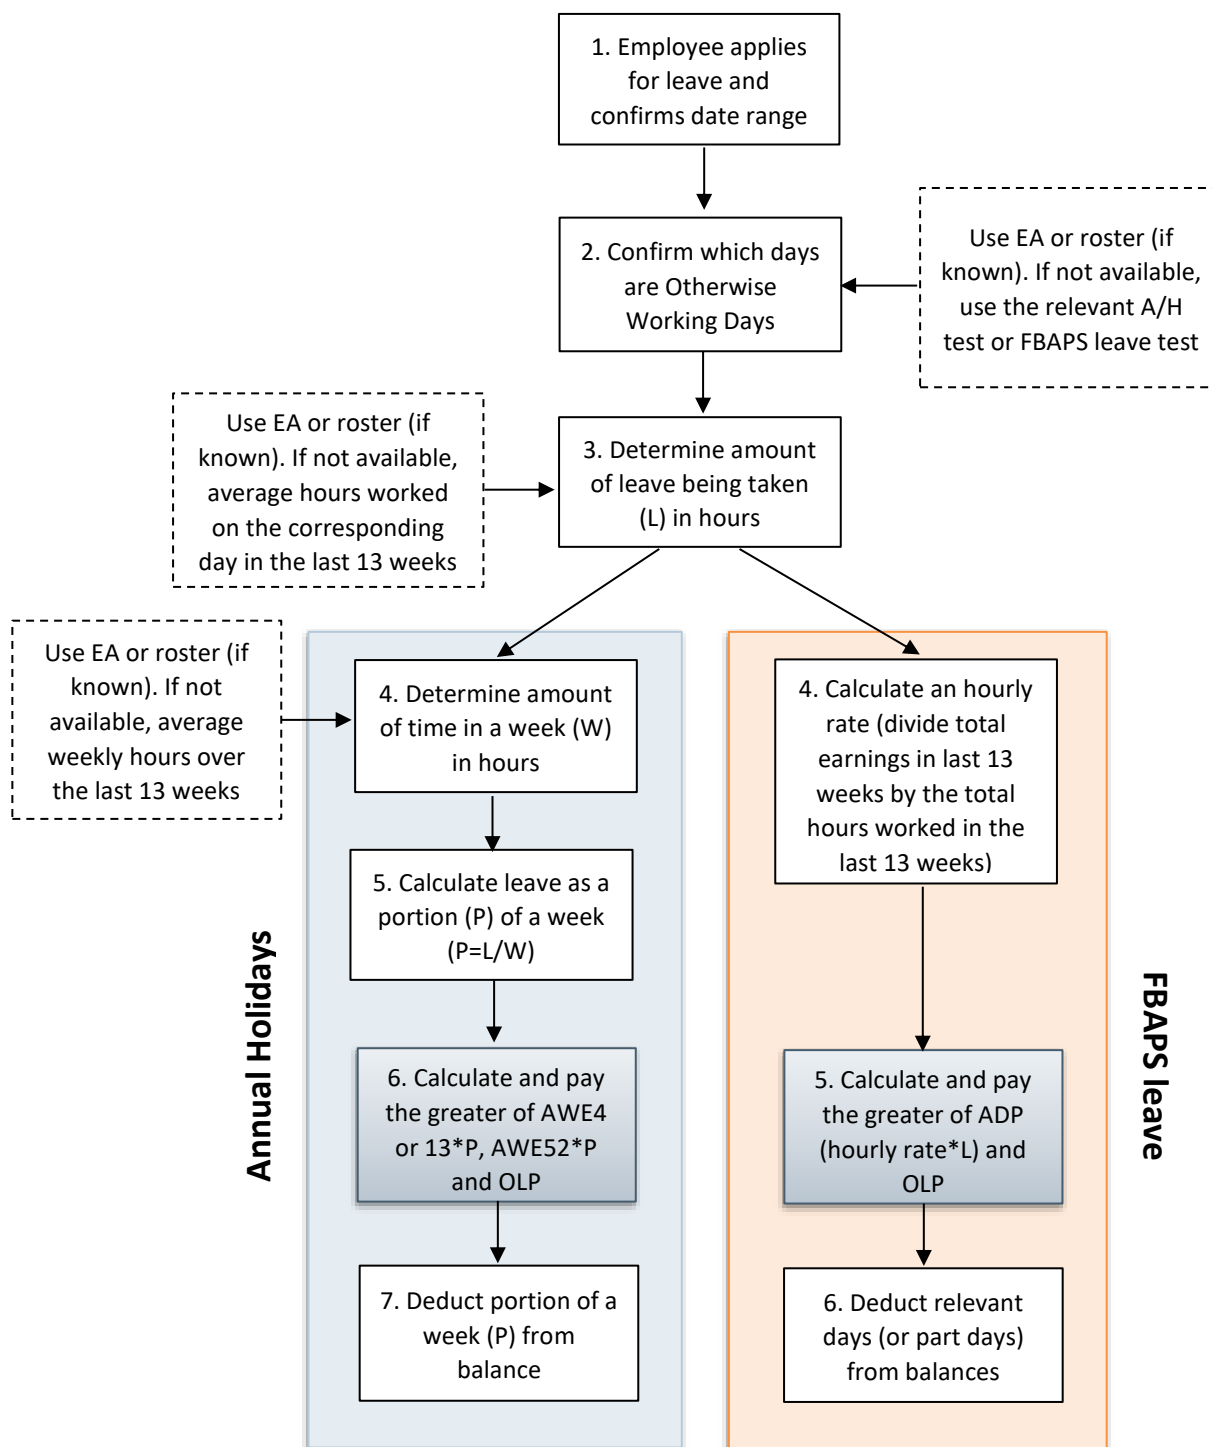 1. Employee applies
for leave and
confirms date range
2. Confirm which days
are Otherwise
Working Days
Use EA or roster (if
known). If not available,
use the relevant A/H
test or FBAPS leave test
Use EA or roster (if
known). If not available,
average hours worked
on the corresponding
day in the last 13 weeks
3. Determine amount
of leave being taken
(L) in hours
Use EA or roster (if
known). If not
available, average
weekly hours over
the last 13 weeks
Annual Holidays
4. Determine amount
of time in a week (W)
in hours
5. Calculate leave as a
portion (P) of a week
(P=L/W)
6. Calculate and pay
the greater of AWE4
or 13*P, AWE52*P
and OLP
7. Deduct portion of a
week (P) from
balance
4. Calculate an hourly
rate (divide total
earnings in last 13
weeks by the total
hours worked in the
last 13 weeks)
5. Calculate and pay
the greater of ADP
(hourly rate*L) and
OLP
6. Deduct relevant
days (or part days)
from balances
FBAPS leave